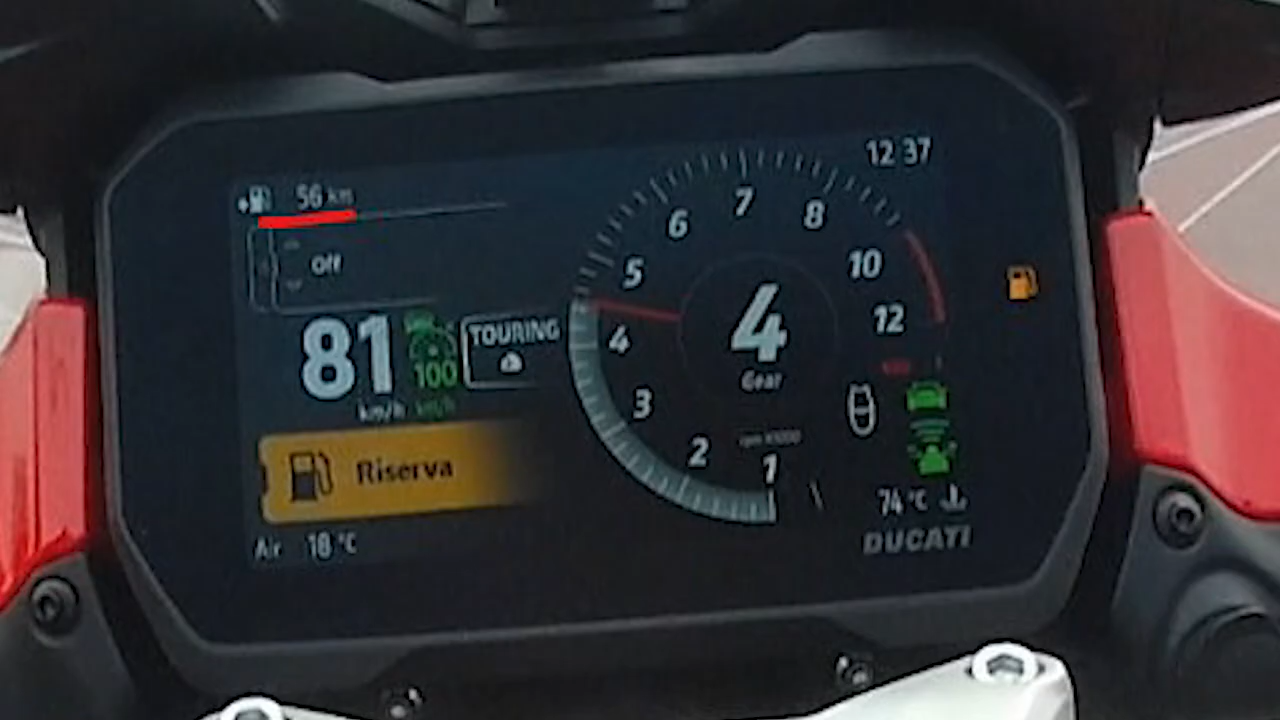 56 km
12 37
Off
81
km/h
100
km/h
TOURING
4
Gear
1
2
3
4
5
6
7
8
10
12
rpm X1000
Riserva
Air 18 °C
74 °C
DUCATI